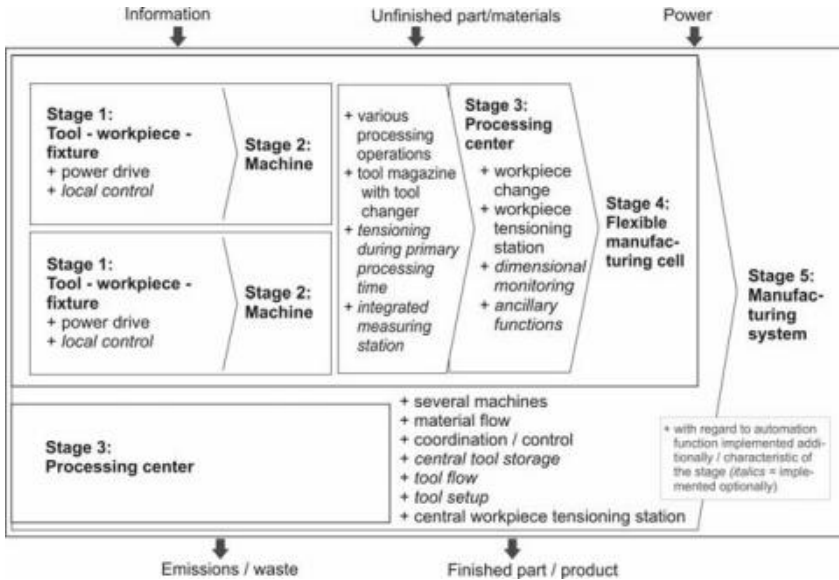 Information
Unfinished part/materials
Power
Stage 1:
Tool - workpiece -
fixture
+ power drive
+ local control
Stage 2:
Machine
Stage 1:
Tool - workpiece -
fixture
+ power drive
+ local control
Stage 2:
Machine
+ various
processing
operations
+ tool magazine
with tool
changer
+ tensioning
during primary
processing
time
+ integrated
measuring
station
Stage 3:
Processing
center
+ workpiece
change
+ workpiece
tensioning
station
+ dimensional
monitoring
+ ancillary
functions
Stage 4:
Flexible
manufac-
turing cell
Stage 5:
Manufac-
turing
system
Stage 3:
Processing center
+ several machines
+ material flow
+ coordination / control
+ central tool storage
+ tool flow
+ tool setup
+ central workpiece tensioning station
+ with regard to automation
function implemented addi-
tionally / characteristic of
the stage (italics = imple-
mented optionally)
Emissions / waste
Finished part / product